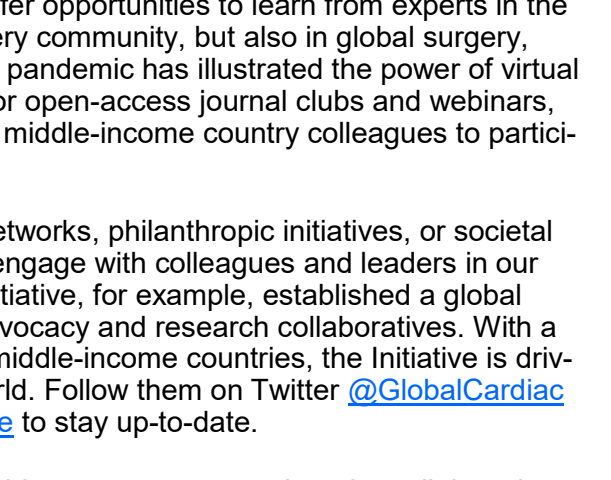 fer opportunities to learn from experts in the
ery community, but also in global surgery,
pandemic has illustrated the power of virtual
or open-access journal clubs and webinars,
middle-income country colleagues to partici-
etworks, philanthropic initiatives, or societal
engage with colleagues and leaders in our
tiative, for example, established a global
vocacy and research collaboratives. With a
middle-income countries, the Initiative is driv-
rld. Follow them on Twitter @GlobalCardiac
e to stay up-to-date.